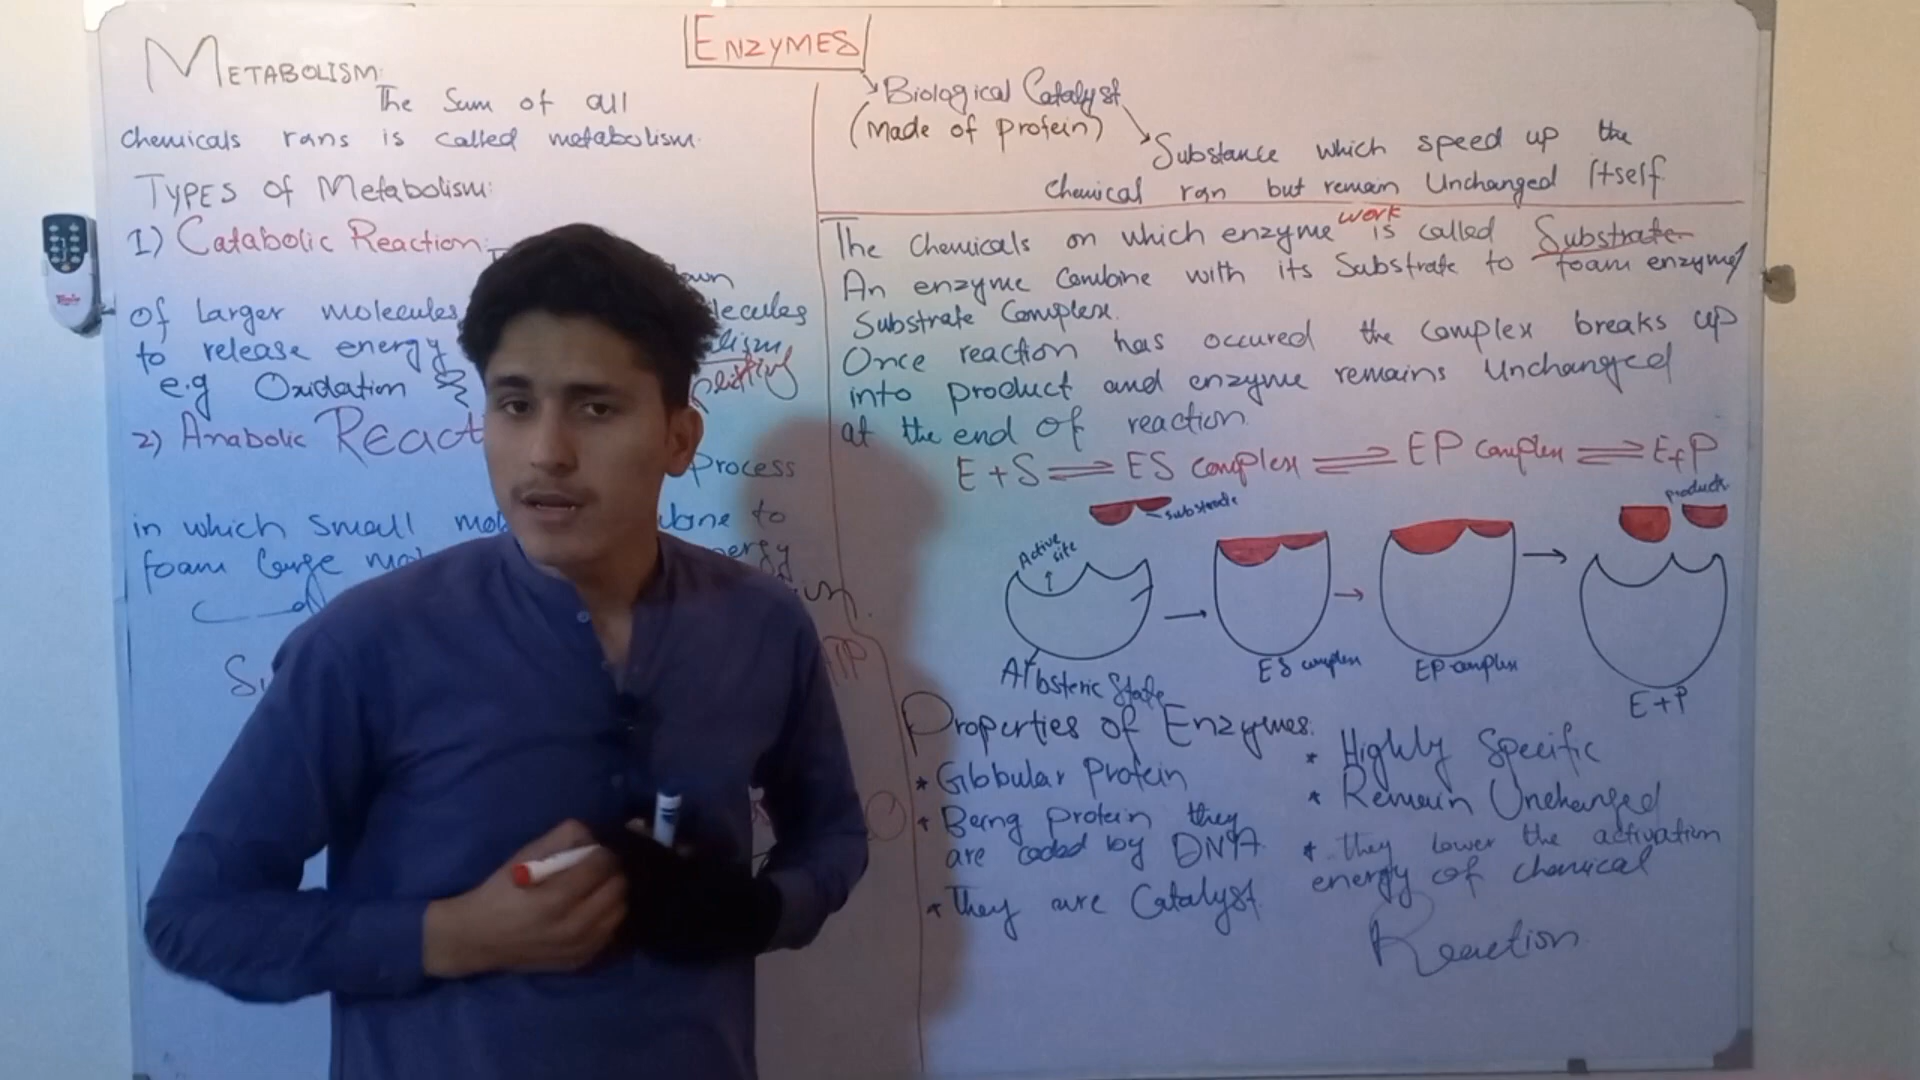 ENZYMES
METABOLISM:
The Sum of all
chemicals rxns is called metabolism.
TYPES of Metabolism:
1) Catabolic Reaction:
of larger molecules
to release energy
e.g Oxidation
2) Anabolic REACT
Process
in which small
to
foam large
Biological Catalyst
(Made of protein)
Substance which speed up the
chemical rxn but remain Unchanged Itself
work
The Chemicals on which enzyme is called Substrate
An enzyme Combine with its Substrate to foam enzyme/
Substrate Complex.
Once reaction has occured the complex breaks up
into product and enzyme remains Unchanged
at the end of reaction.
E + S ⇌ ES complex ⇌ EP complex ⇌ E+P
substrate
product
Active
site
Allosteric State
ES complex
EP complex
E+P
Properties of Enzymes:
* Globular Protein
* Being protein they
are coded by DNA
* They are Catalyst.
* Highly Specific
* Remain Unchanged
* they lower the activation
energy of chemical
Reaction